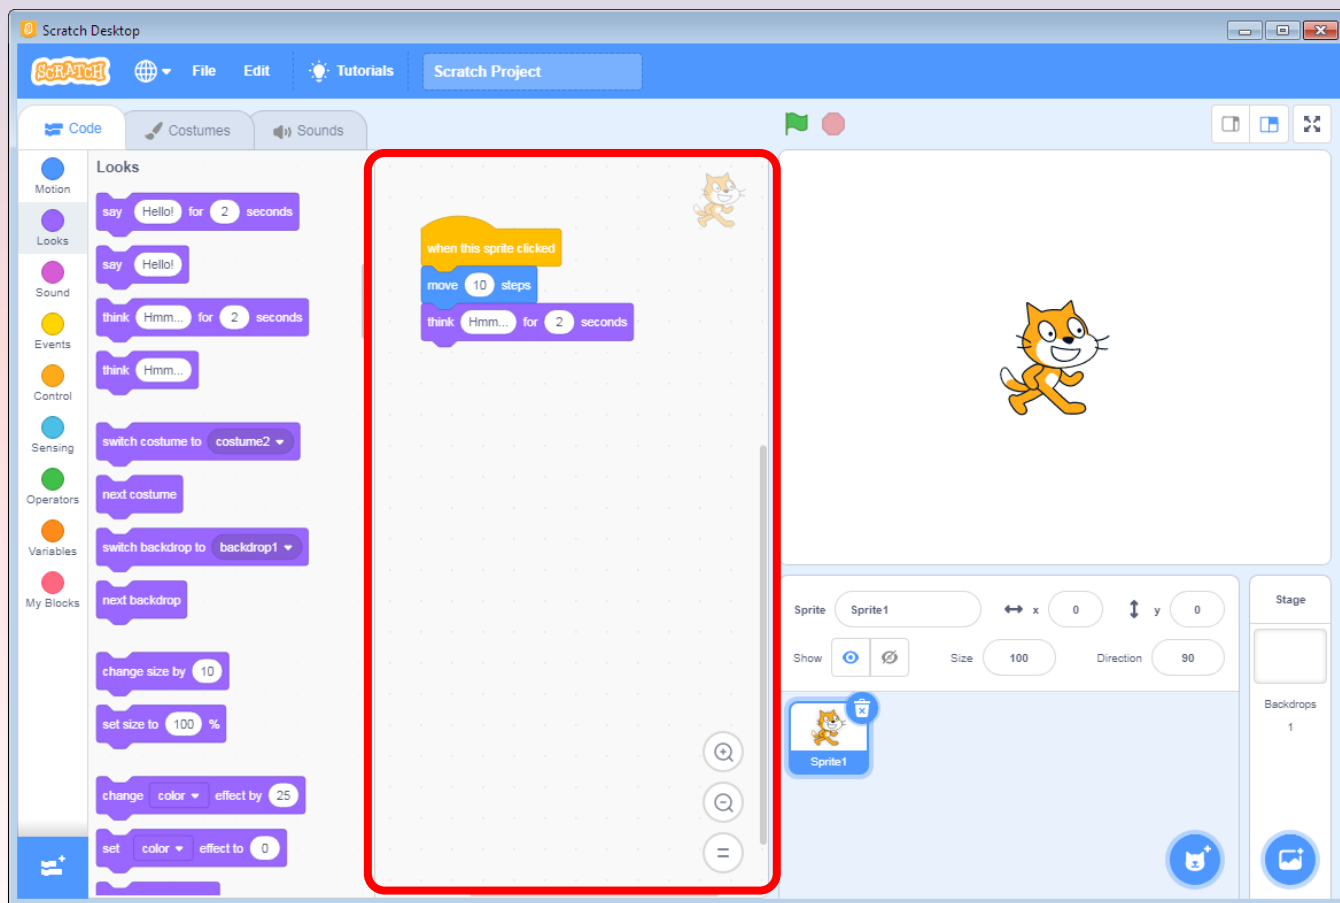 Scratch Desktop
SCRATCH File Edit Tutorials Scratch Project
Code Costumes Sounds
Motion
Looks
Sound
Events
Control
Sensing
Operators
Variables
My Blocks
Looks
say Hello! for 2 seconds
say Hello!
think Hmm... for 2 seconds
think Hmm...
switch costume to costume2
next costume
switch backdrop to backdrop1
next backdrop
change size by 10
set size to 100 %
change color effect by 25
set color effect to 0
when this sprite clicked
move 10 steps
think Hmm... for 2 seconds
Sprite Sprite1 x 0 y 0
Show Size 100 Direction 90
Sprite1
Stage
Backdrops
1